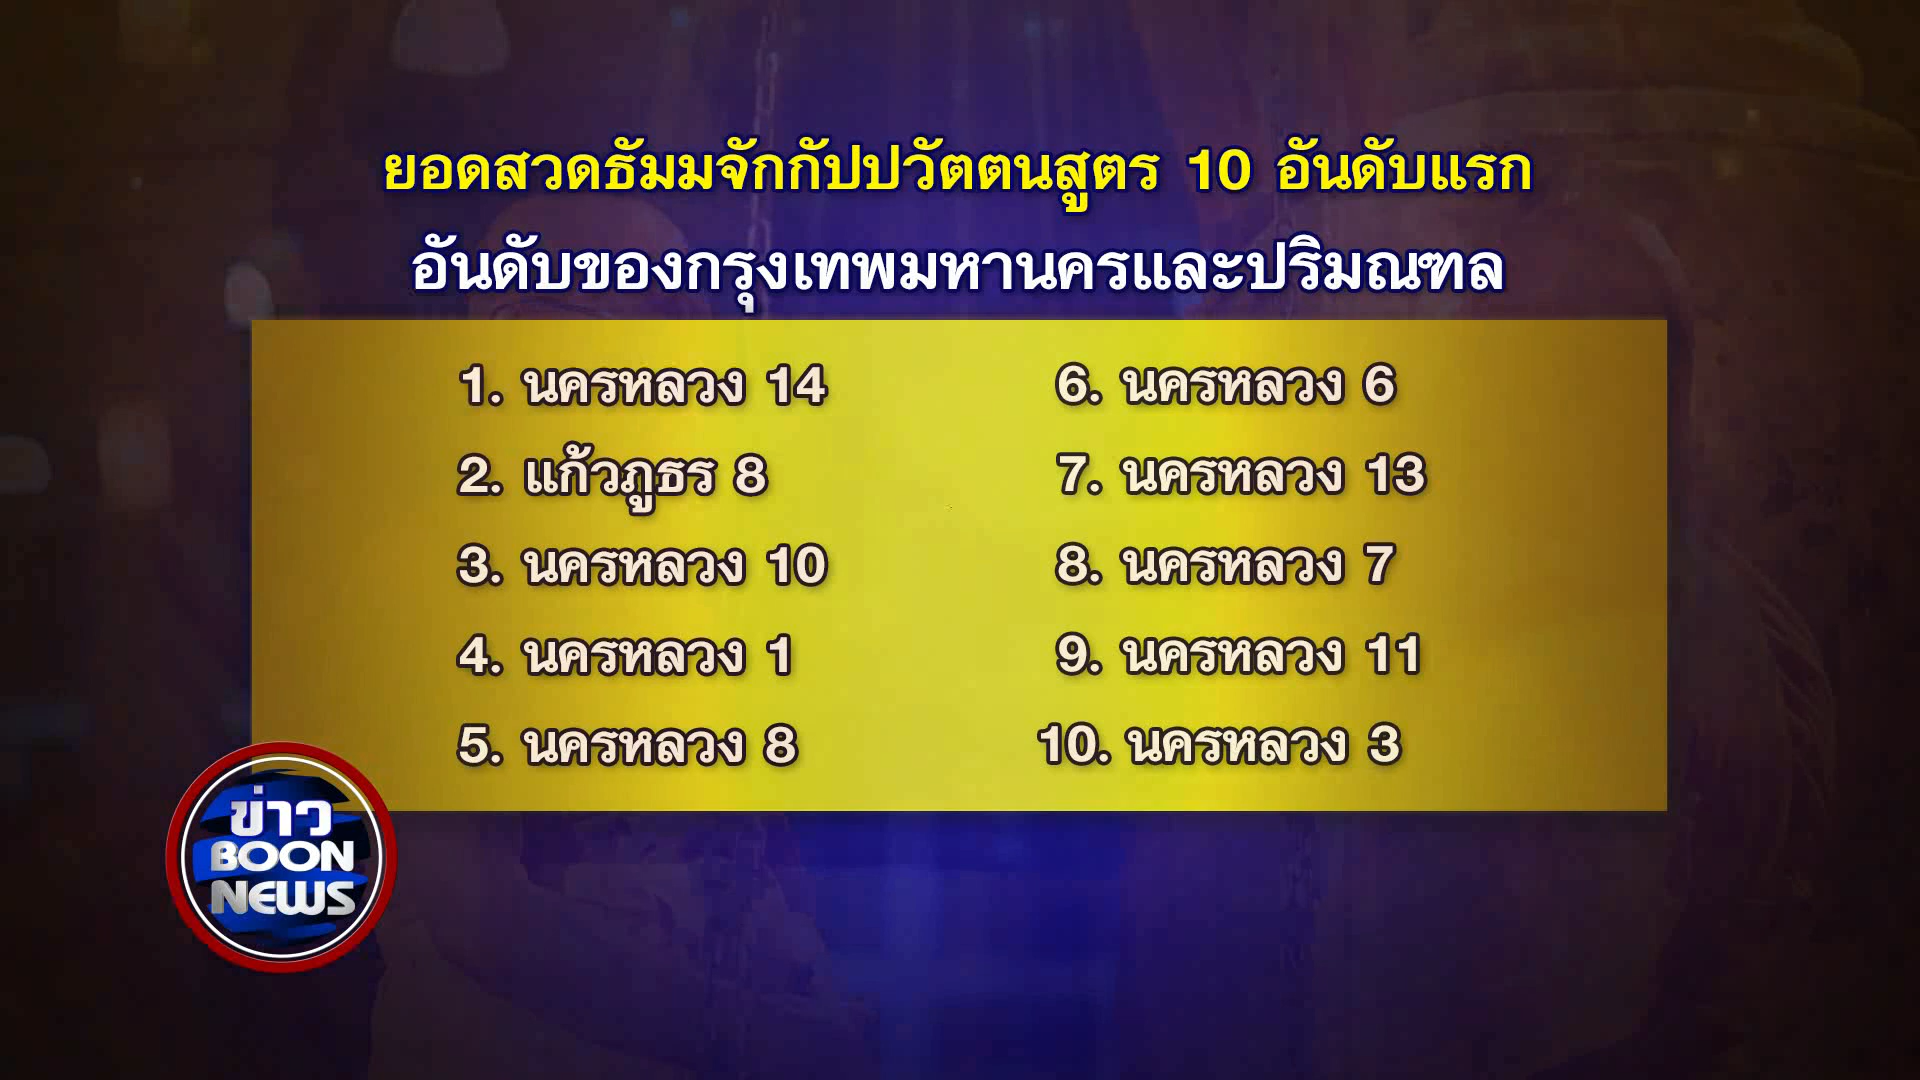 ยอดสวดธัมมจักกัปปวัตตนสูตร 10 อันดับแรก
อันดับของกรุงเทพมหานครและปริมณฑล
1. นครหลวง 14
2. แก้วภูธร 8
3. นครหลวง 10
4. นครหลวง 1
5. นครหลวง 8
6. นครหลวง 6
7. นครหลวง 13
8. นครหลวง 7
9. นครหลวง 11
10. นครหลวง 3
ข่าว
BOON
NEWS